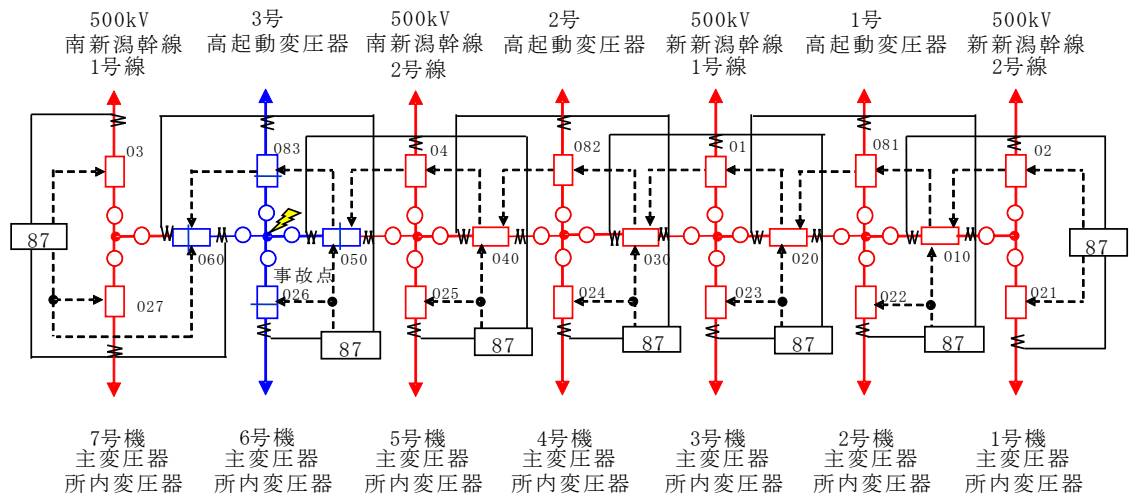 500kV
南新潟幹線
1号線
3号
高起動変圧器
500kV
南新潟幹線
2号線
2号
高起動変圧器
500kV
新新潟幹線
1号線
1号
高起動変圧器
500kV
新新潟幹線
2号線
03
083
04
082
01
081
02
87
87
060
050
040
030
020
010
事故点
027
026
025
024
023
022
021
87
87
87
87
87
7号機
主変圧器
所内変圧器
6号機
主変圧器
所内変圧器
5号機
主変圧器
所内変圧器
4号機
主変圧器
所内変圧器
3号機
主変圧器
所内変圧器
2号機
主変圧器
所内変圧器
1号機
主変圧器
所内変圧器